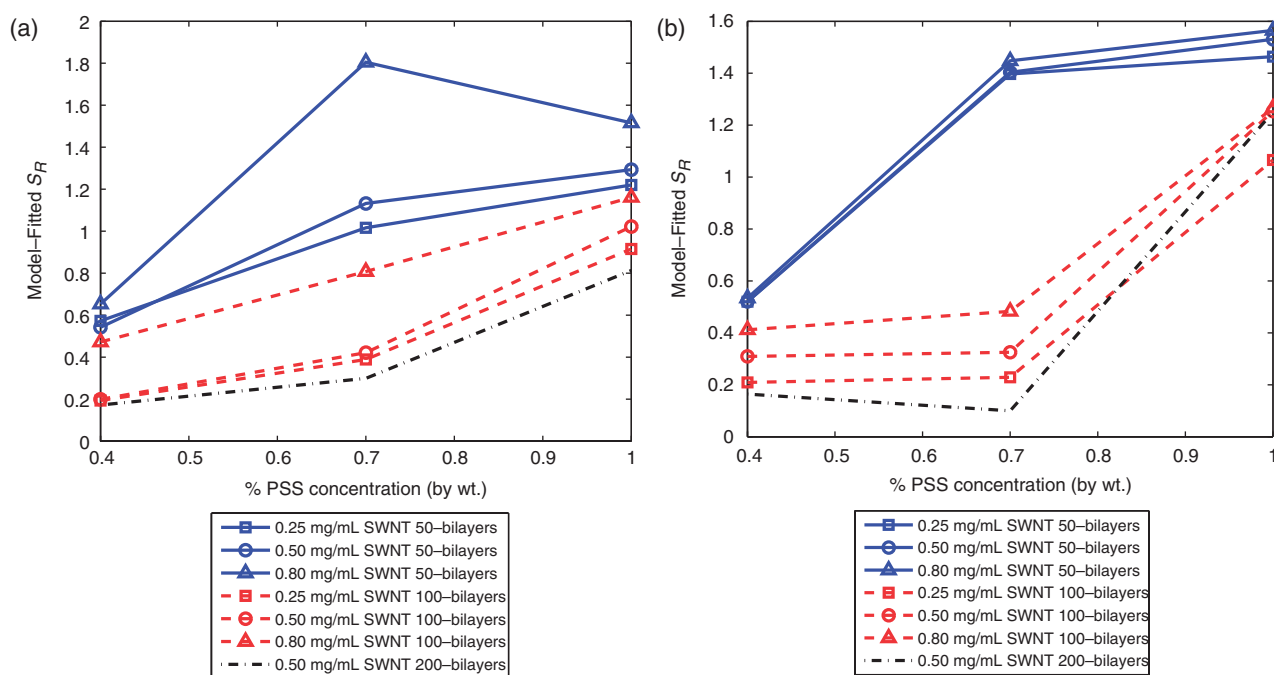 (a)
2
1.8
1.6
1.4
1.2
1
0.8
0.6
0.4
0.2
0
Model–Fitted S_R
0.4 0.5 0.6 0.7 0.8 0.9 1
% PSS concentration (by wt.)
0.25 mg/mL SWNT 50–bilayers
0.50 mg/mL SWNT 50–bilayers
0.80 mg/mL SWNT 50–bilayers
0.25 mg/mL SWNT 100–bilayers
0.50 mg/mL SWNT 100–bilayers
0.80 mg/mL SWNT 100–bilayers
0.50 mg/mL SWNT 200–bilayers
(b)
1.6
1.4
1.2
1
0.8
0.6
0.4
0.2
0
Model–Fitted S_R
0.4 0.5 0.6 0.7 0.8 0.9 1
% PSS concentration (by wt.)
0.25 mg/mL SWNT 50–bilayers
0.50 mg/mL SWNT 50–bilayers
0.80 mg/mL SWNT 50–bilayers
0.25 mg/mL SWNT 100–bilayers
0.50 mg/mL SWNT 100–bilayers
0.80 mg/mL SWNT 100–bilayers
0.50 mg/mL SWNT 200–bilayers